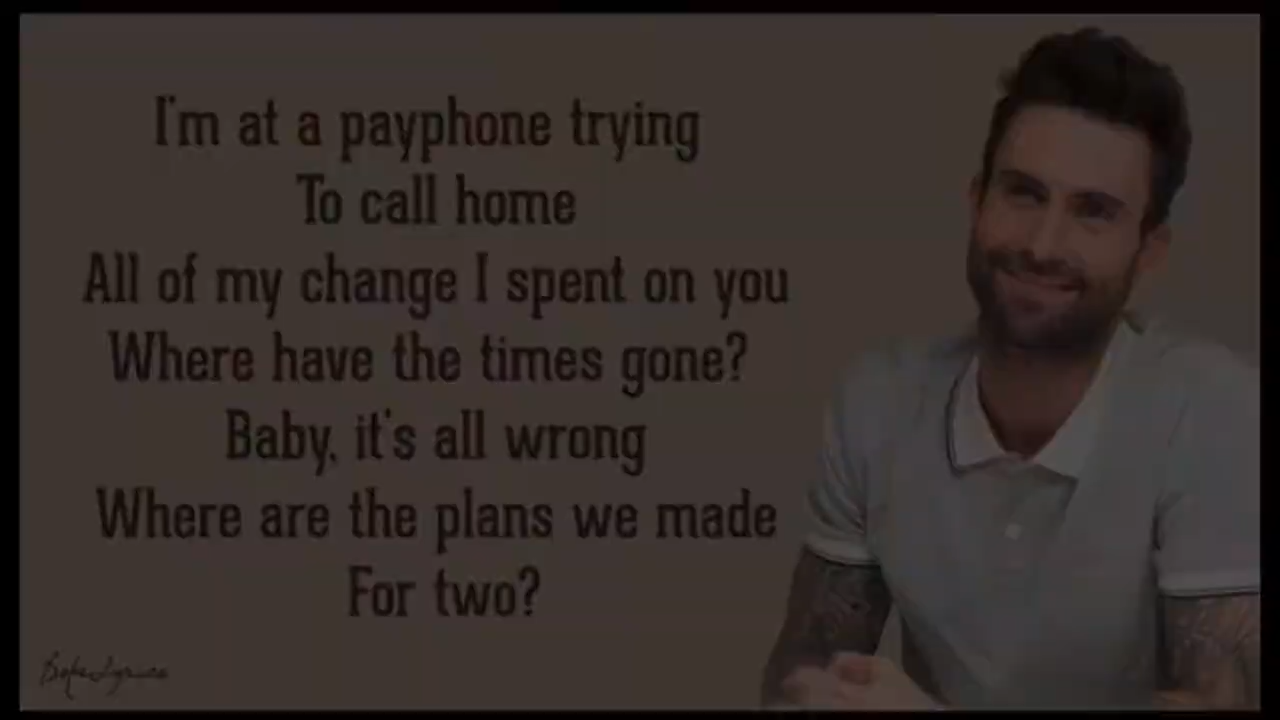 I'm at a payphone trying
To call home
All of my change I spent on you
Where have the times gone?
Baby, it's all wrong
Where are the plans we made
For two?